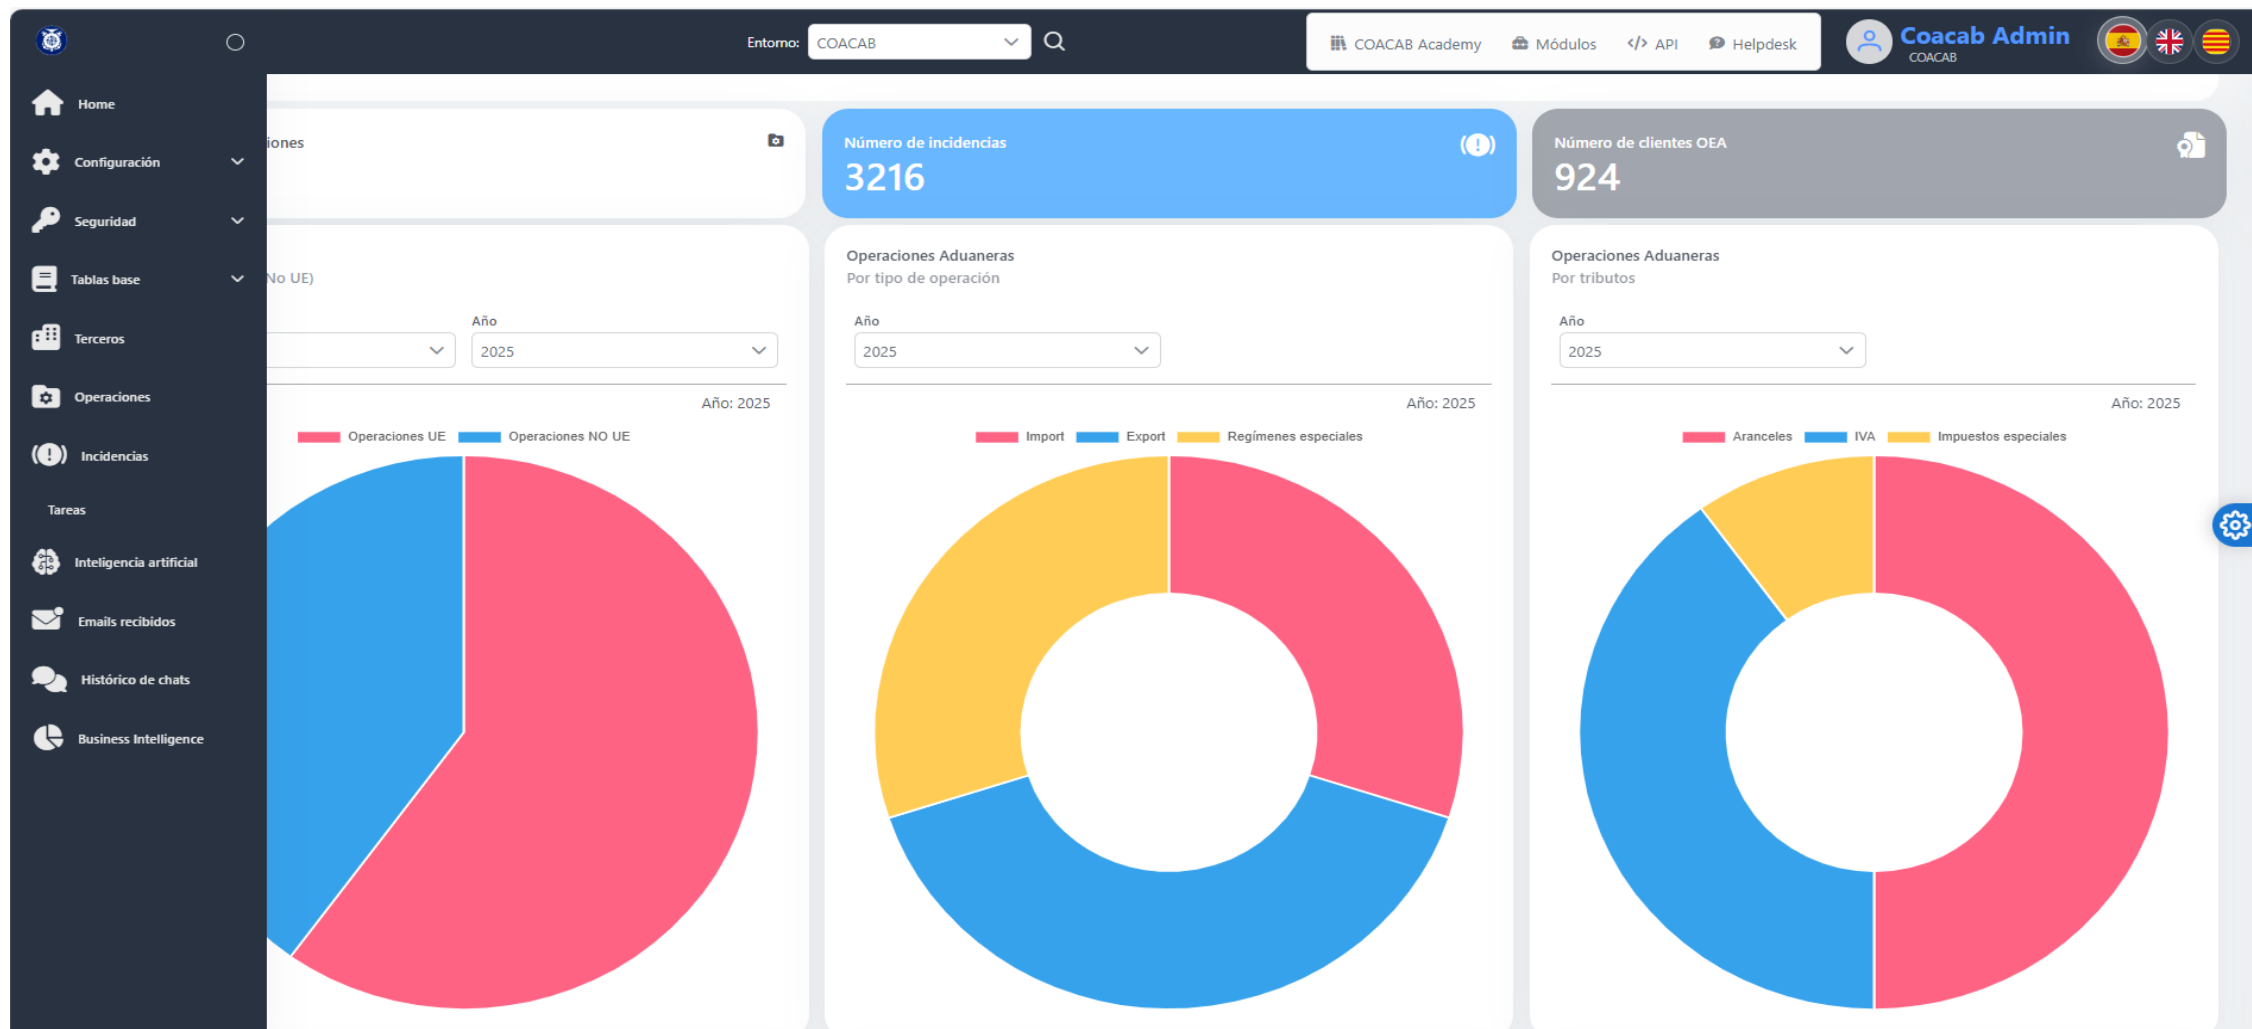 Entorno: COACAB
COACAB Academy Módulos API Helpdesk
Coacab Admin
COACAB
Home
Configuración
Seguridad
Tablas base
Terceros
Operaciones
Incidencias
Tareas
Inteligencia artificial
Emails recibidos
Histórico de chats
Business Intelligence
iones
Número de incidencias
3216
Número de clientes OEA
924
No UE)
Año
2025
Año: 2025
Operaciones UE Operaciones NO UE
Operaciones Aduaneras
Por tipo de operación
Año
2025
Año: 2025
Import Export Regímenes especiales
Operaciones Aduaneras
Por tributos
Año
2025
Año: 2025
Aranceles IVA Impuestos especiales